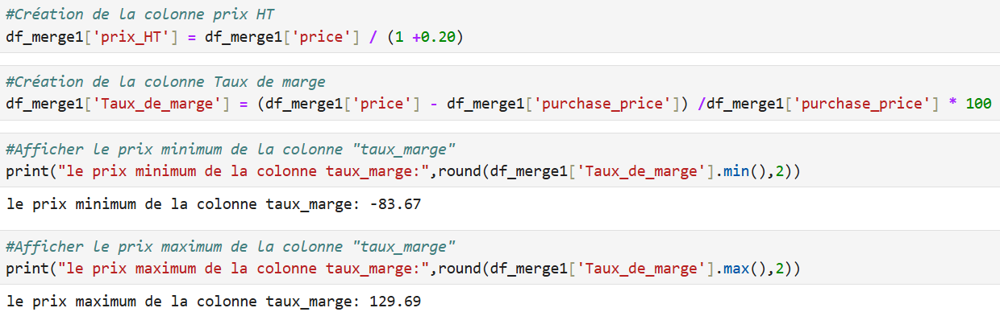 #Création de la colonne prix HT
df_merge1['prix_HT'] = df_merge1['price'] / (1 +0.20)
#Création de la colonne Taux de marge
df_merge1['Taux_de_marge'] = (df_merge1['price'] - df_merge1['purchase_price']) /df_merge1['purchase_price'] * 100
#Afficher le prix minimum de la colonne "taux_marge"
print("le prix minimum de la colonne taux_marge:",round(df_merge1['Taux_de_marge'].min(),2))
le prix minimum de la colonne taux_marge: -83.67
#Afficher le prix maximum de la colonne "taux_marge"
print("le prix maximum de la colonne taux_marge:",round(df_merge1['Taux_de_marge'].max(),2))
le prix maximum de la colonne taux_marge: 129.69